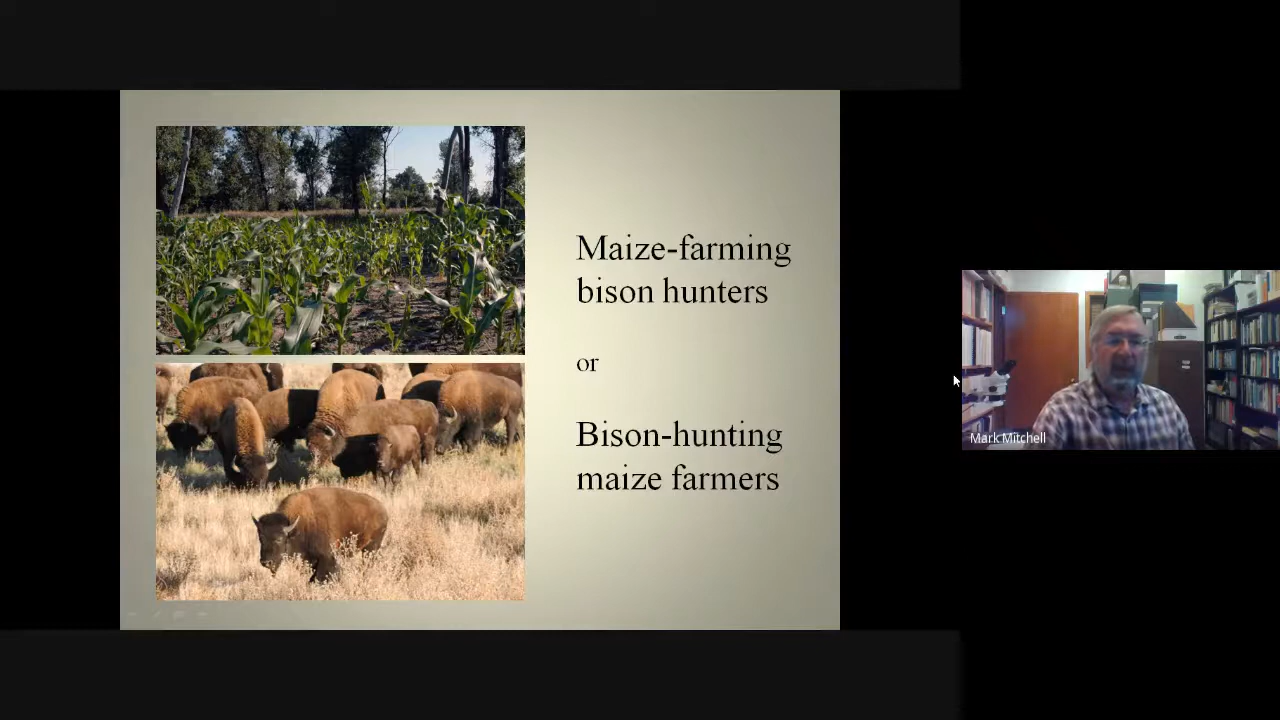 Maize-farming
bison hunters
or
Bison-hunting
maize farmers
Mark Mitchell